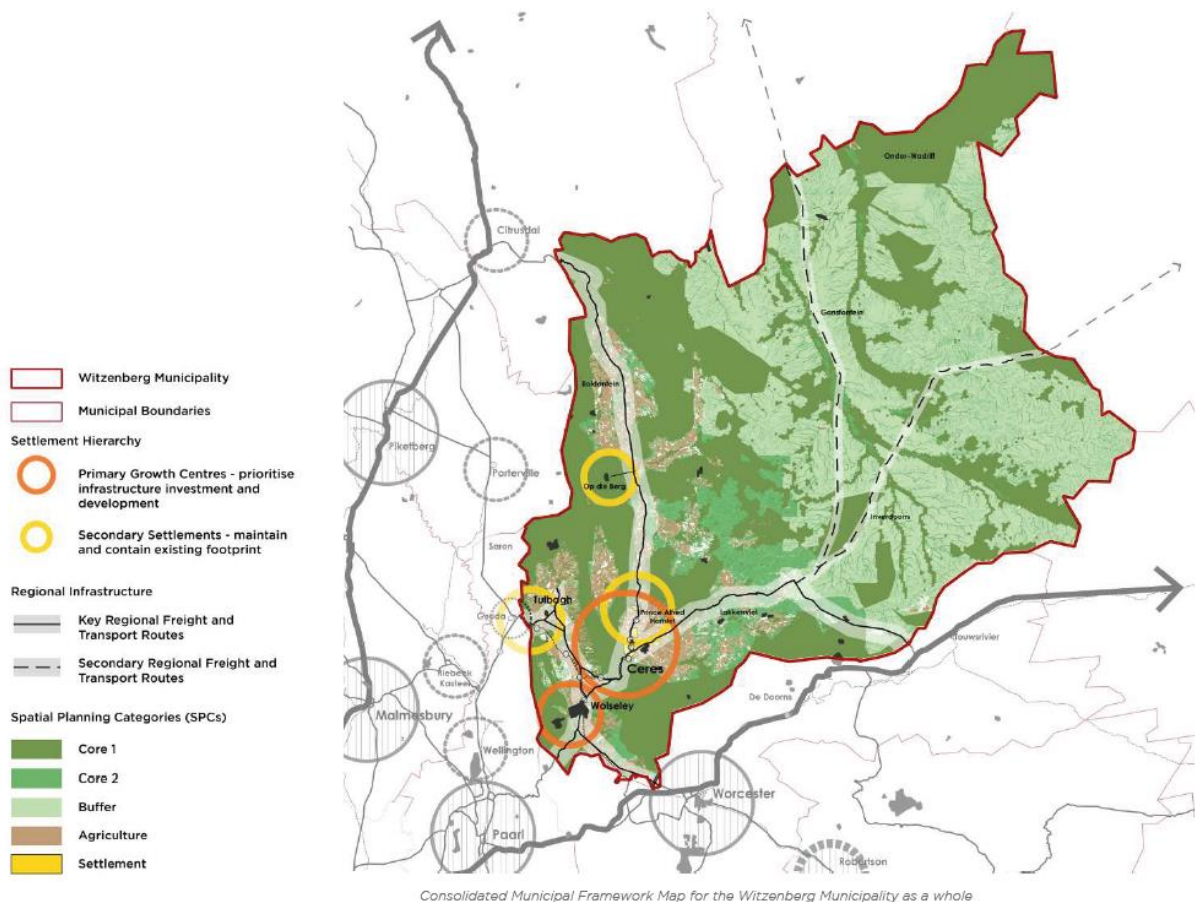 Witzenberg Municipality
Municipal Boundaries
Settlement Hierarchy
Primary Growth Centres - prioritise
infrastructure investment and
development
Secondary Settlements - maintain
and contain existing footprint
Regional Infrastructure
Key Regional Freight and
Transport Routes
Secondary Regional Freight and
Transport Routes
Spatial Planning Categories (SPCs)
Core 1
Core 2
Buffer
Agriculture
Settlement
Citrusdal
Piketberg
Porterville
Saron
Gouda
Riebeek
Kasteel
Malmesbury
Wellington
Paarl
Worcester
Robertson
De Doorns
Touwsrivier
Op die Berg
Tulbagh
Prince Alfred
Hamlet
Lakkenvlei
Ceres
Wolseley
Inverdoorn
Consolidated Municipal Framework Map for the Witzenberg Municipality as a whole